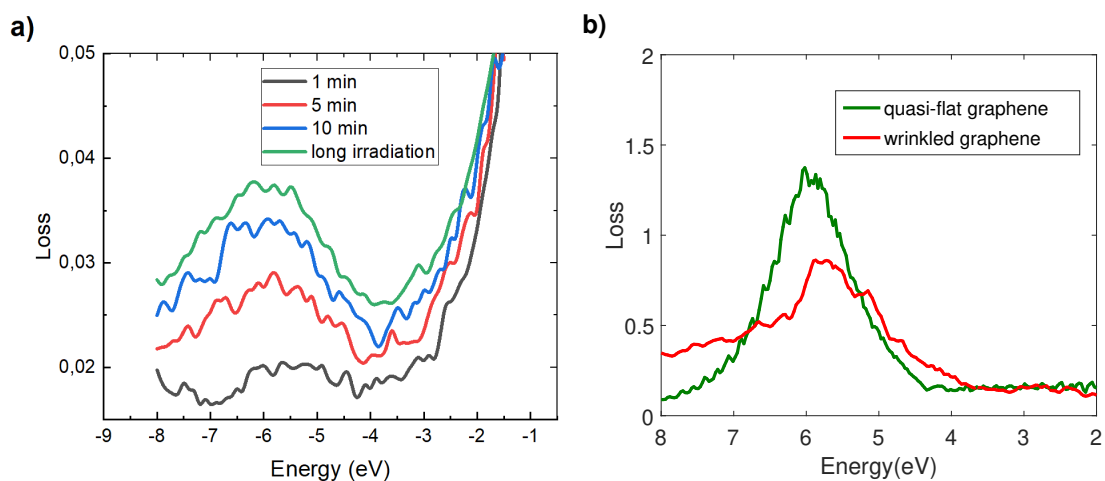 a)
0,05
0,04
0,03
0,02
Loss
1 min
5 min
10 min
long irradiation
-9 -8 -7 -6 -5 -4 -3 -2 -1
Energy (eV)
b)
2
1.5
1
0.5
0
Loss
quasi-flat graphene
wrinkled graphene
8 7 6 5 4 3 2
Energy(eV)